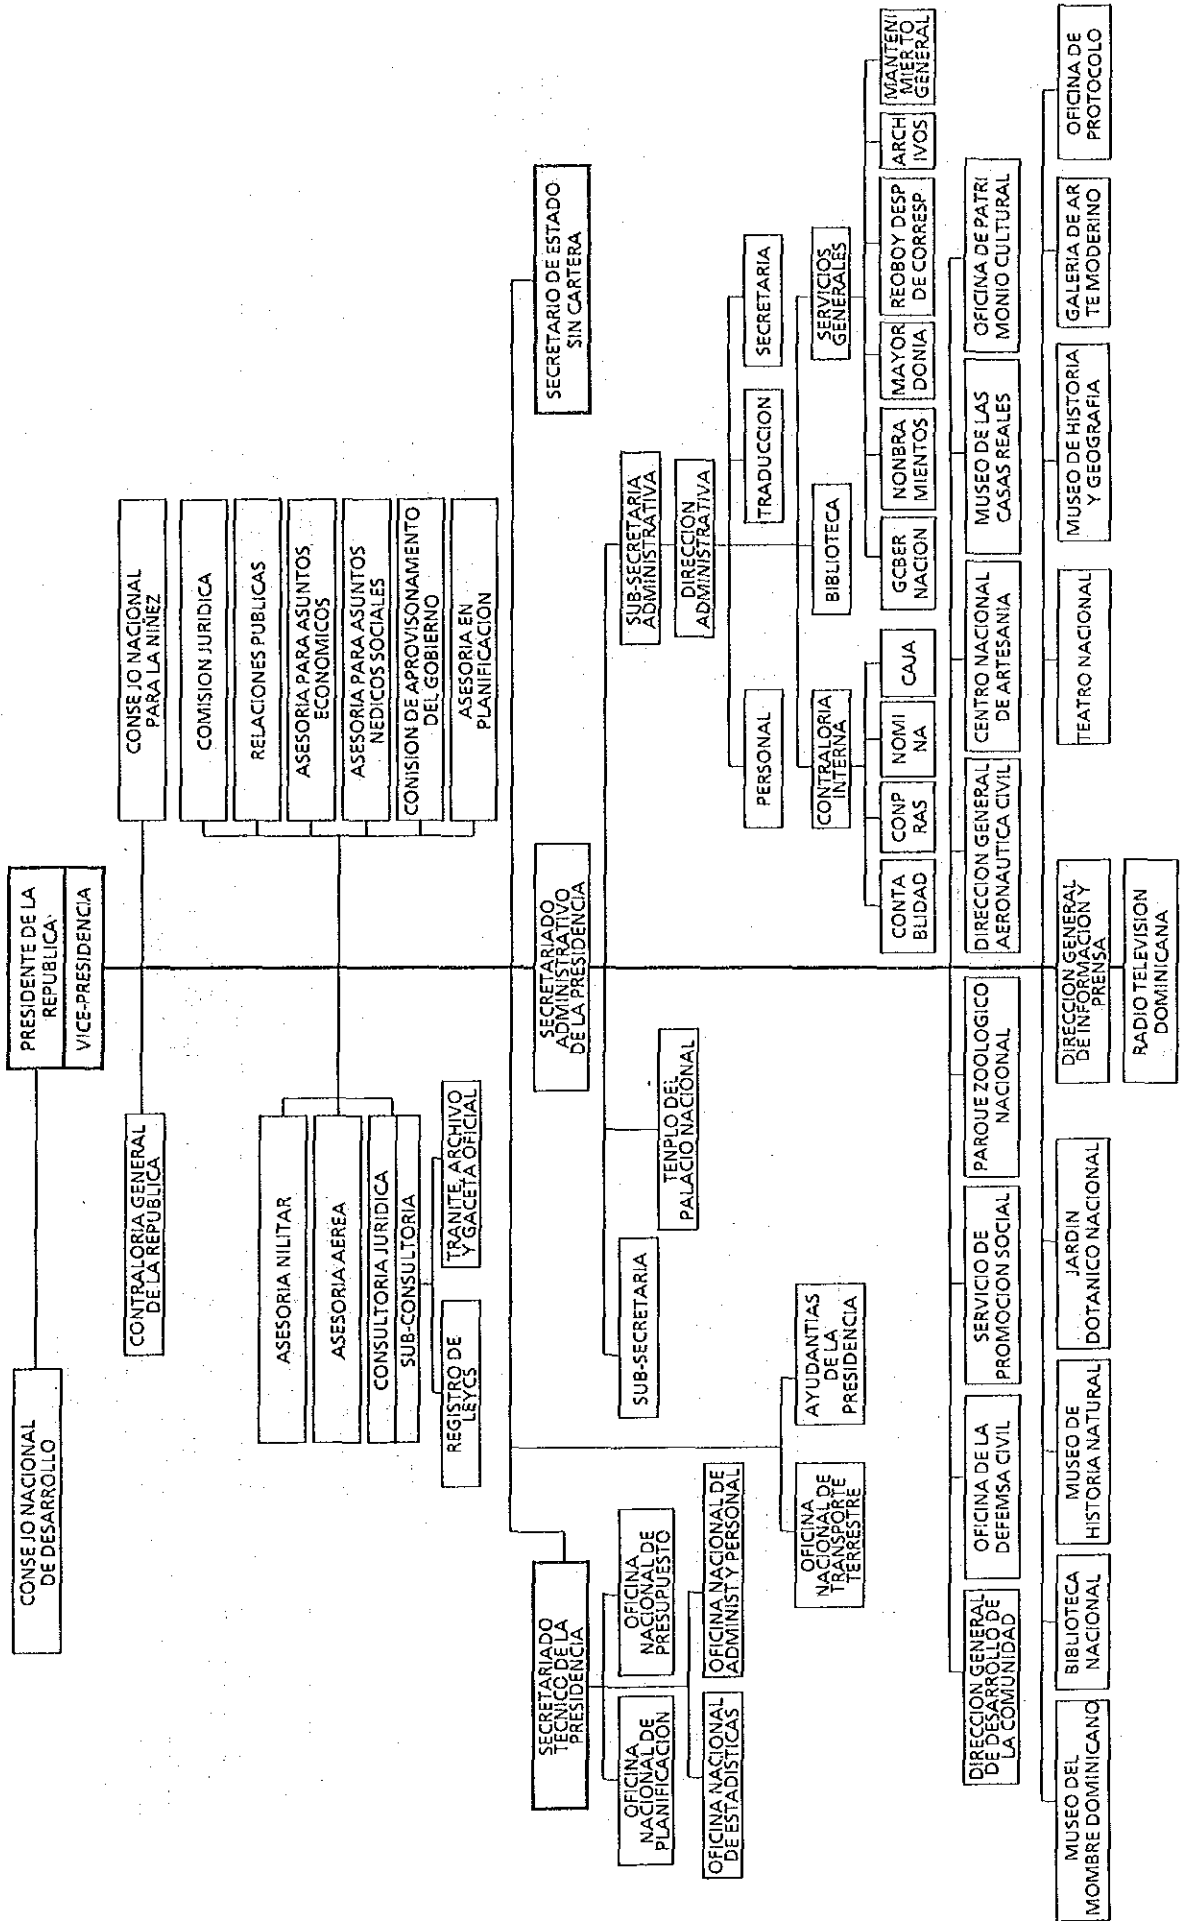 PRESIDENTE DE LA
REPUBLICA
VICE-PRESIDENCIA
CONSEJO NACIONAL
DE DESARROLLO
CONTRALORIA GENERAL
DE LA REPUBLICA
CONSEJO NACIONAL
PARA LA NIÑEZ
ASESORIA NILITAR
ASESORIA AEREA
CONSULTORIA JURIDICA
SUB-CONSULTORIA
REGISTRO DE
LEYCS
TRANITE, ARCHIVO
Y GACETA OFICIAL
COMISION JURIDICA
RELACIONES PUBLICAS
ASESORIA PARA ASUNTOS
ECONOMICOS
ASESORIA PARA ASUNTOS
NEDICOS SOCIALES
CONISION DE APROVISONAMENTO
DEL GOBIERNO
ASESORIA EN
PLANIFICACION
SECRETARIADO
TECNICO DE LA
PRESIDENCIA
SECRETARIADO
ADMINISTRATIVO
DE LA PRESIDENCIA
SECRETARIO DE ESTADO
SIN CARTERA
OFICINA
NACIONAL DE
PLANIFICACION
OFICINA
NACIONAL DE
PRESUPUESTO
OFICINA NACIONAL
DE ESTADISTICAS
OFICINA NACIONAL DE
ADMINIST Y PERSONAL
SUB-SECRETARIA
TENPLO DEL
PALACIO NACIONAL
SUB-SECRETARIA
ADMINISTRATIVA
DIRECCION
ADMINISTRATIVA
PERSONAL
TRADUCCION
SECRETARIA
OFICINA
NACIONAL DE
TRANSPORTE
TERRESTRE
AYUDANTIAS
DE LA
PRESIDENCIA
CONTRALORIA
INTERNA
BIBLIOTECA
SERVICIOS
GENERALES
CONTA
BLIDAD
CONP
RAS
NOMI
NA
CAJA
GCBER
NACION
NONBRA
MIENTOS
MAYOR
DONIA
REOBOY DESP
DE CORRESP
ARCH
IVOS
MANTENI
MIERTO
GENERAL
DIRECCION GENERAL
DE DESARROLLO DE
LA COMUNIDAD
OFICINA DE LA
DEFEMSA CIVIL
SERVICIO DE
PROMOCION SOCIAL
PAROUE ZOOLOGICO
NACIONAL
DIRECCION GENERAL
AERONAUTICA CIVIL
CENTRO NACIONAL
DE ARTESANIA
MUSEO DE LAS
CASAS REALES
OFICINA DE PATRI
MONIO CULTURAL
MUSEO DEL
MOMBRE DOMINICANO
BIBLIOTECA
NACIONAL
MUSEO DE
HISTORIA NATURAL
JARDIN
DOTANICO NACIONAL
DIRECCION GENERAL
DE INFORMACION Y
PRENSA
TEATRO NACIONAL
MUSEO DE HISTORIA
Y GEOGRAFIA
GALERIA DE AR
TE MODERINO
OFICINA DE
PROTOCOLO
RADIO TELEVISION
DOMINICANA